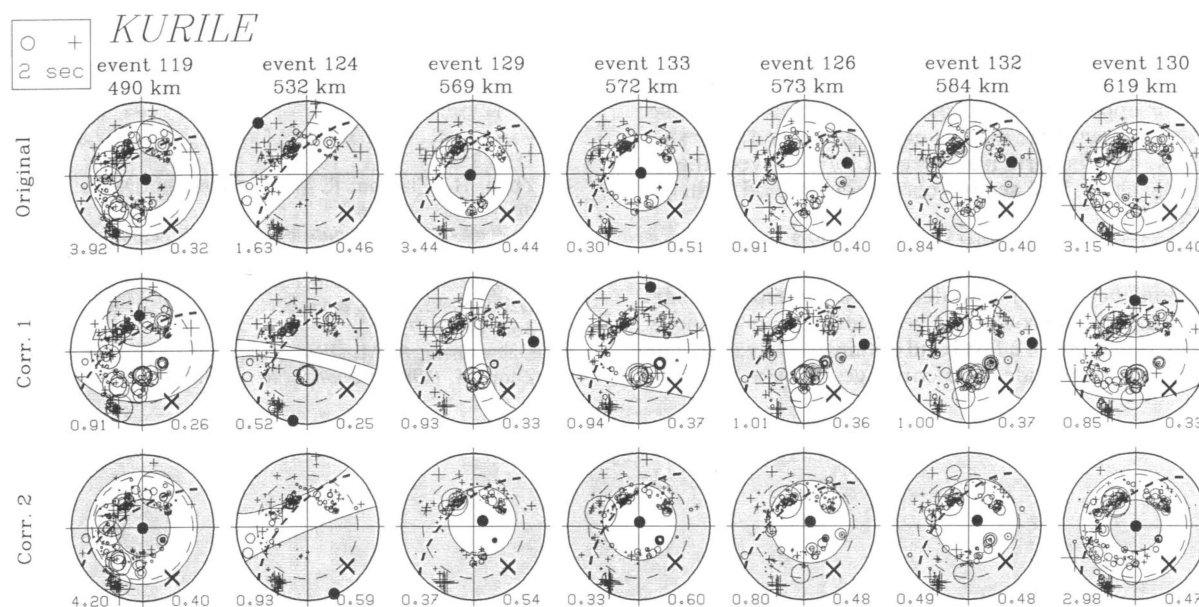 KURILE
2 sec
event 119 event 124 event 129 event 133 event 126 event 132 event 130
490 km 532 km 569 km 572 km 573 km 584 km 619 km
Original
3.92 0.32 1.63 0.46 3.44 0.44 0.30 0.51 0.91 0.40 0.84 0.40 3.15 0.40
Corr. 1
0.91 0.26 0.52 0.25 0.93 0.33 0.94 0.37 1.01 0.36 1.00 0.37 0.85 0.33
Corr. 2
4.20 0.40 0.93 0.59 0.37 0.54 0.33 0.60 0.80 0.48 0.49 0.48 2.98 0.47